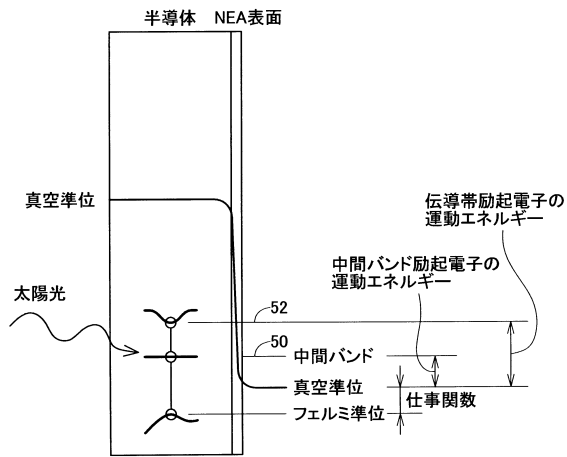 半導体 NEA表面
真空準位
伝導帯励起電子の
運動エネルギー
中間バンド励起電子の
運動エネルギー
太陽光
52
50
中間バンド
真空準位
仕事関数
フェルミ準位